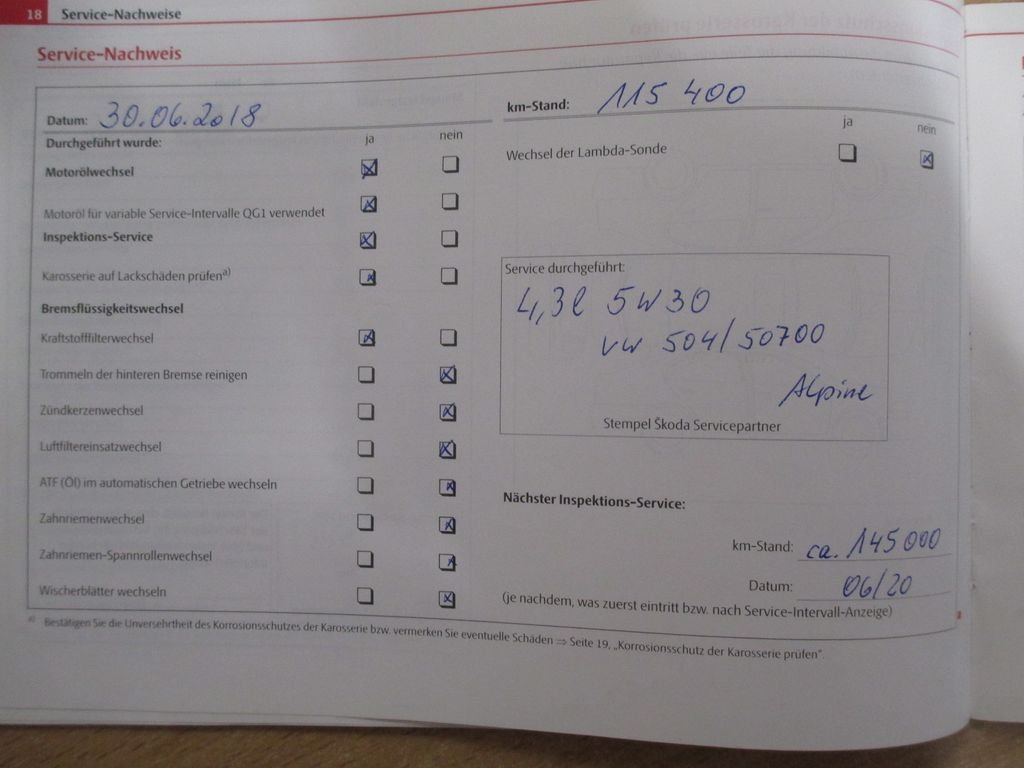 18 Service-Nachweise
Service-Nachweis
Datum: 30.06.2018
km-Stand: 115 400
Durchgeführt wurde: ja nein
ja nein
Motorölwechsel
Wechsel der Lambda-Sonde
Motoröl für variable Service-Intervalle QG1 verwendet
Inspektions-Service
Karosserie auf Lackschäden prüfen a)
Bremsflüssigkeitswechsel
Kraftstofffilterwechsel
Trommeln der hinteren Bremse reinigen
Zündkerzenwechsel
Luftfiltereinsatzwechsel
ATF (Öl) im automatischen Getriebe wechseln
Zahnriemenwechsel
Zahnriemen-Spannrollenwechsel
Wischerblätter wechseln
Service durchgeführt:
4,3l 5W30
VW 504/50700
Alpine
Stempel Škoda Servicepartner
Nächster Inspektions-Service:
km-Stand: ca. 145 000
Datum: 06/20
(je nachdem, was zuerst eintritt bzw. nach Service-Intervall-Anzeige)
a) Bestätigen Sie die Unversehrtheit des Korrosionsschutzes der Karosserie bzw. vermerken Sie eventuelle Schäden ⇒ Seite 19, „Korrosionsschutz der Karosserie prüfen“.